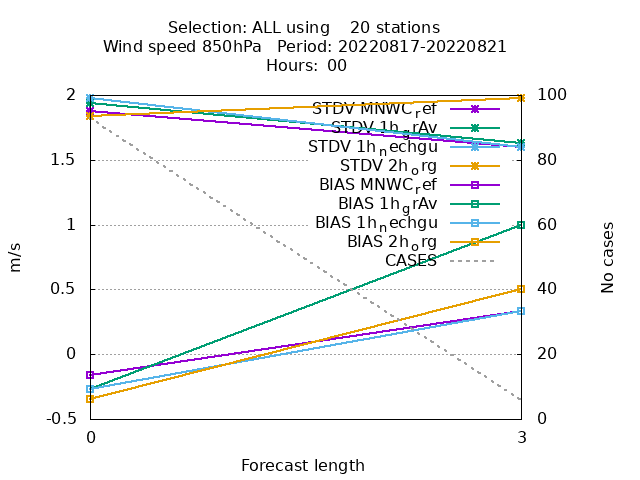 Selection: ALL using    20 stations
Wind speed 850hPa   Period: 20220817-20220821
Hours:  00
2
1.5
1
0.5
0
-0.5
100
80
60
40
20
0
0
3
m/s
No cases
Forecast length
STDV MNWC_ref
STDV 1h_grAv
STDV 1h_nechgu
STDV 2h_org
BIAS MNWC_ref
BIAS 1h_grAv
BIAS 1h_nechgu
BIAS 2h_org
CASES